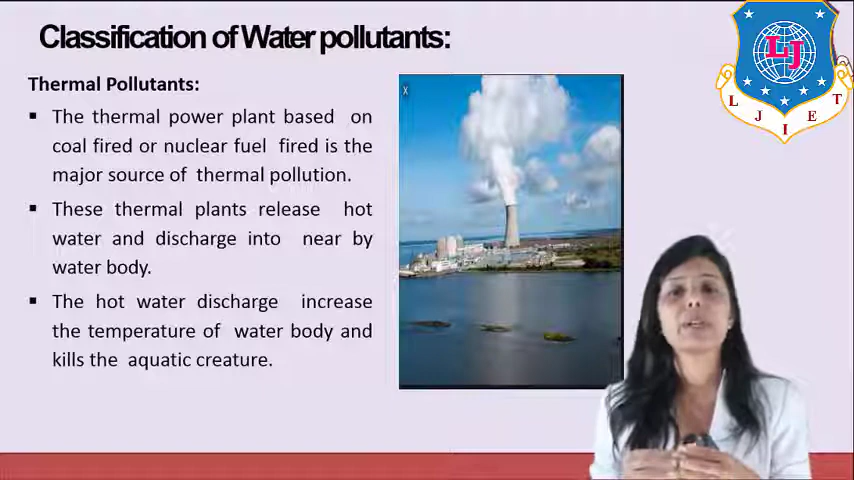 Classification of Water pollutants:
Thermal Pollutants:
▪ The thermal power plant based on
coal fired or nuclear fuel fired is the
major source of thermal pollution.
▪ These thermal plants release hot
water and discharge into near by
water body.
▪ The hot water discharge increase
the temperature of water body and
kills the aquatic creature.
X
LJ
L J I E T